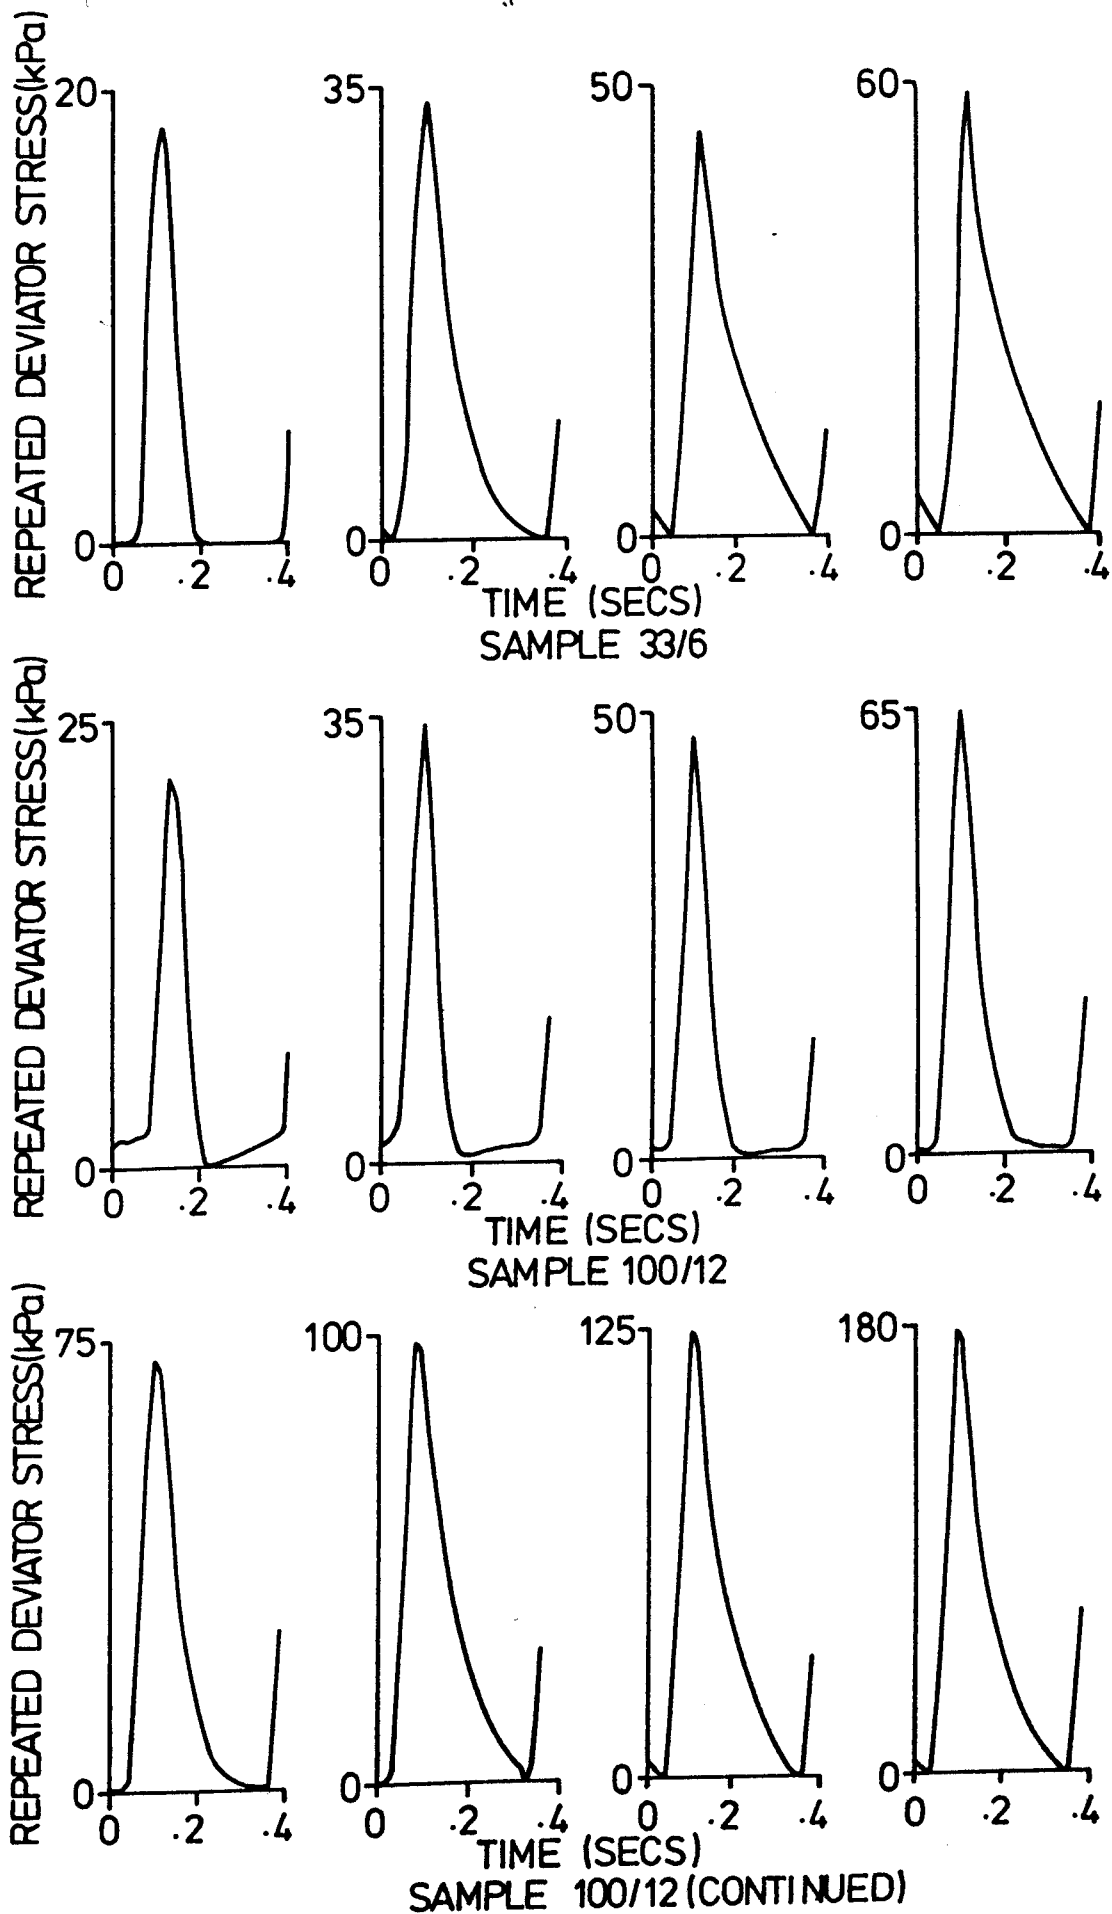 REPEATED DEVIATOR STRESS(kPa)
20 35 50 60
0 0 0 0
0 .2 .4 0 .2 .4 0 .2 .4 0 .2 .4
TIME (SECS)
SAMPLE 33/6
REPEATED DEVIATOR STRESS(kPa)
25 35 50 65
0 0 0 0
0 .2 .4 0 .2 .4 0 .2 .4 0 .2 .4
TIME (SECS)
SAMPLE 100/12
REPEATED DEVIATOR STRESS(kPa)
75 100 125 180
0 0 0 0
0 .2 .4 0 .2 .4 0 .2 .4 0 .2 .4
TIME (SECS)
SAMPLE 100/12 (CONTINUED)